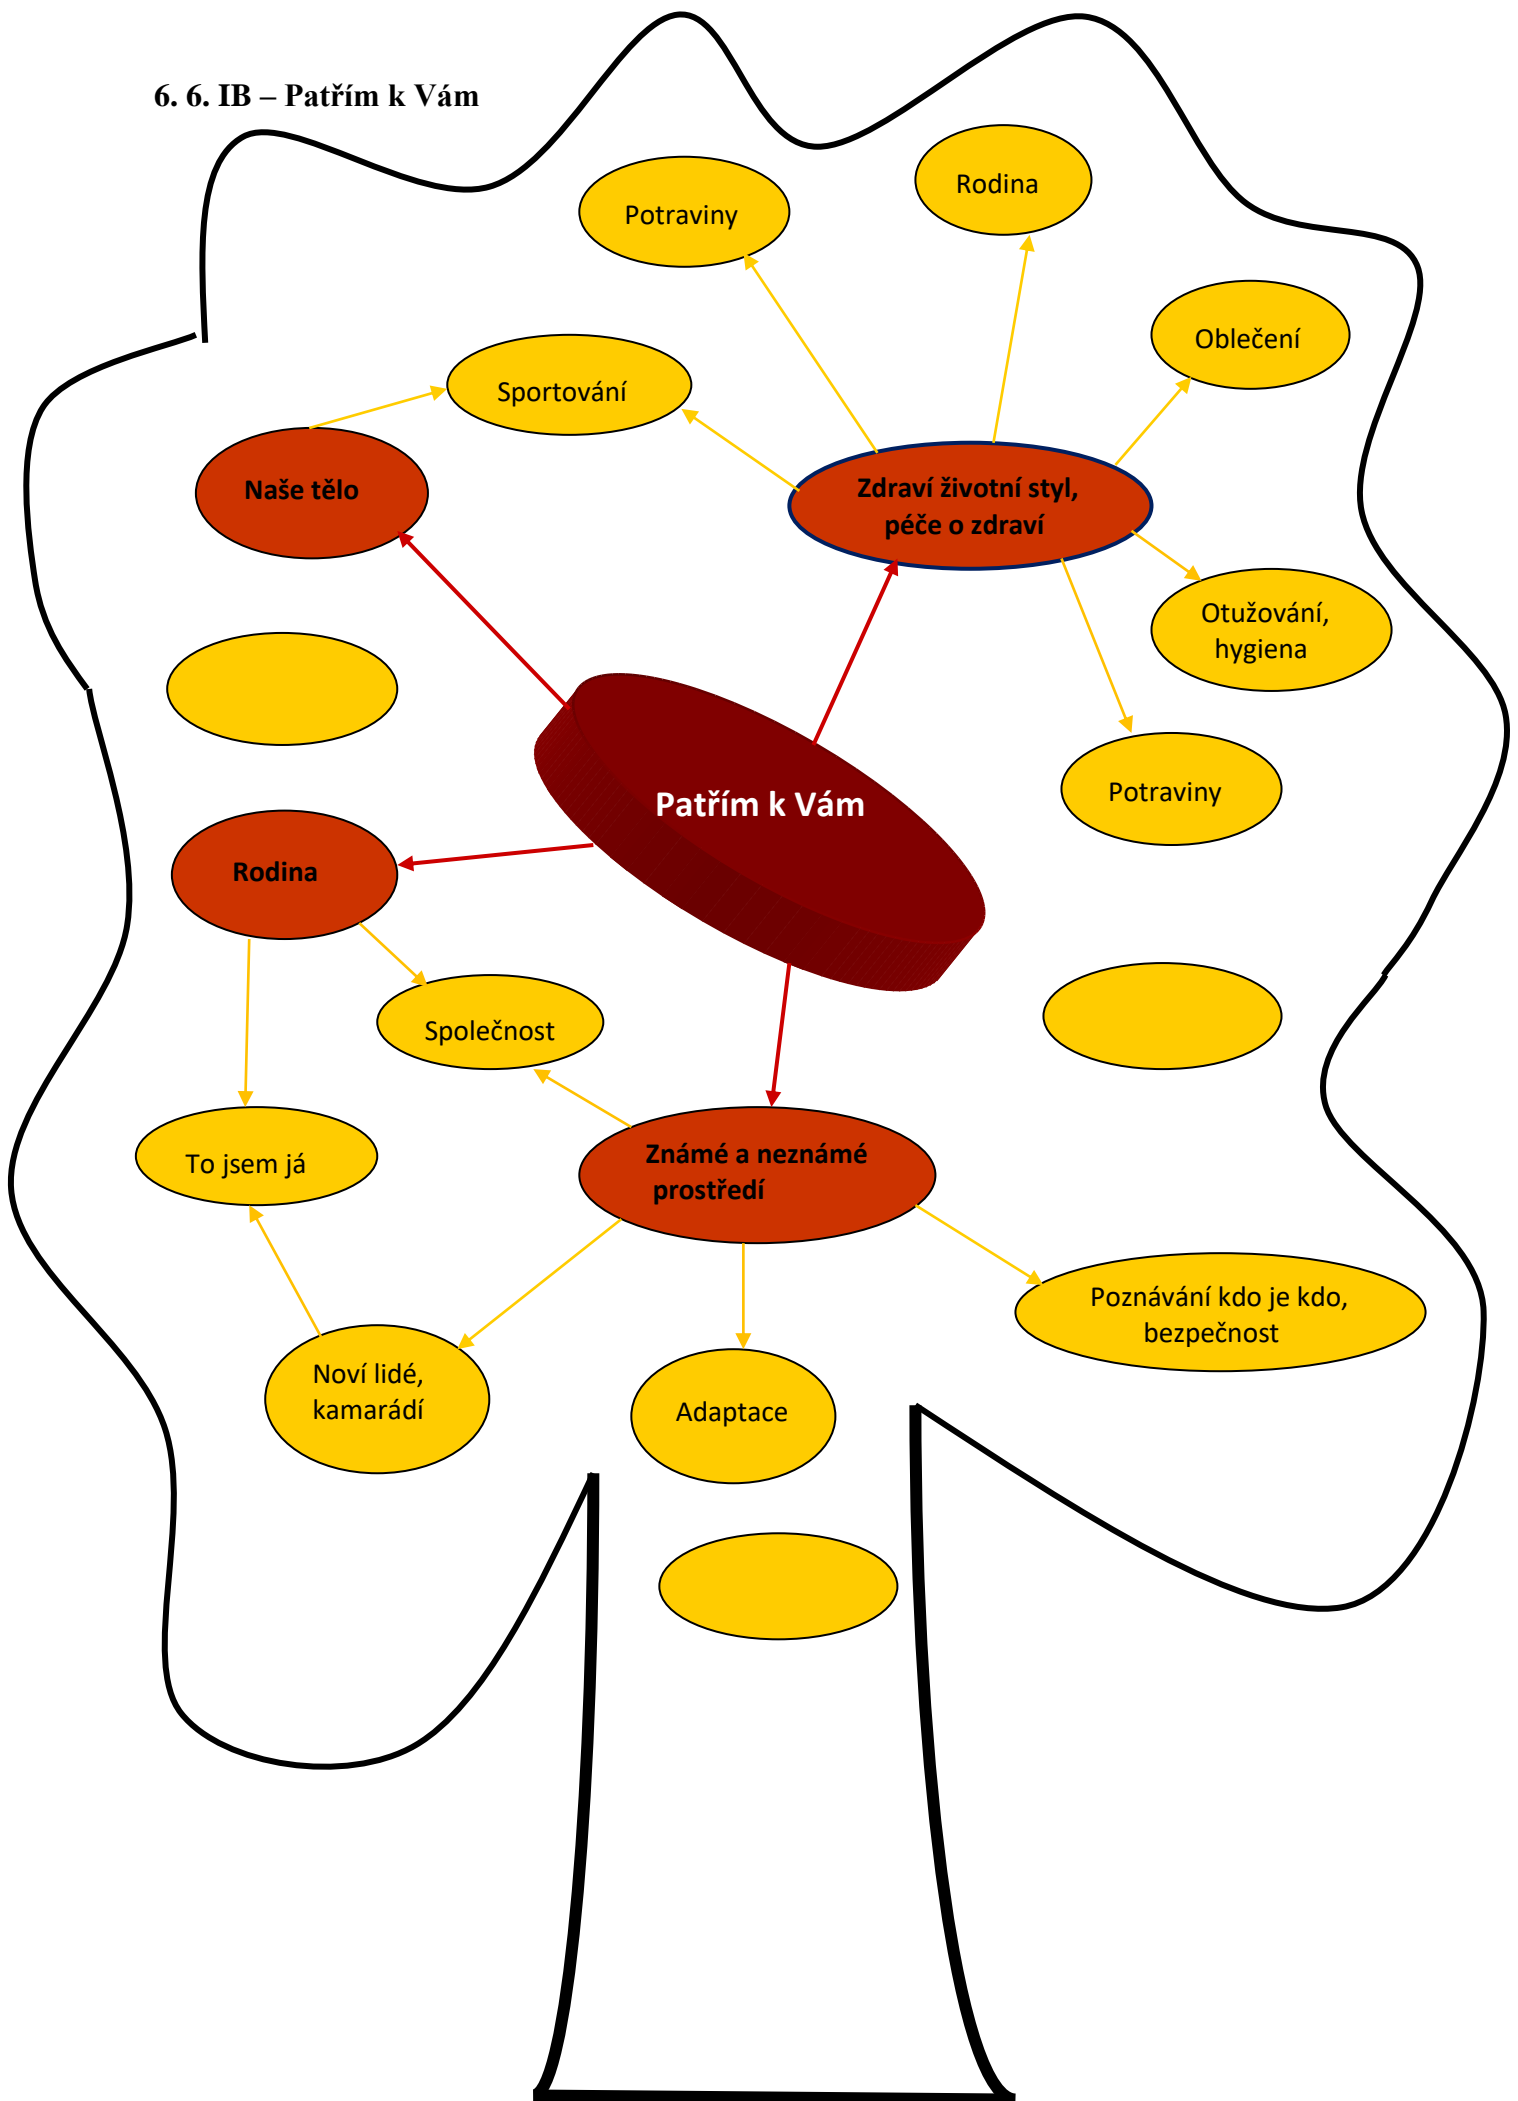 6. 6. IB – Patřím k Vám
Rodina
Potraviny
Oblečení
Sportování
Naše tělo
Zdraví životní styl,
péče o zdraví
Otužování,
hygiena
Potraviny
Patřím k Vám
Rodina
Společnost
To jsem já
Známé a neznámé
prostředí
Poznávání kdo je kdo,
bezpečnost
Noví lidé,
kamarádí
Adaptace